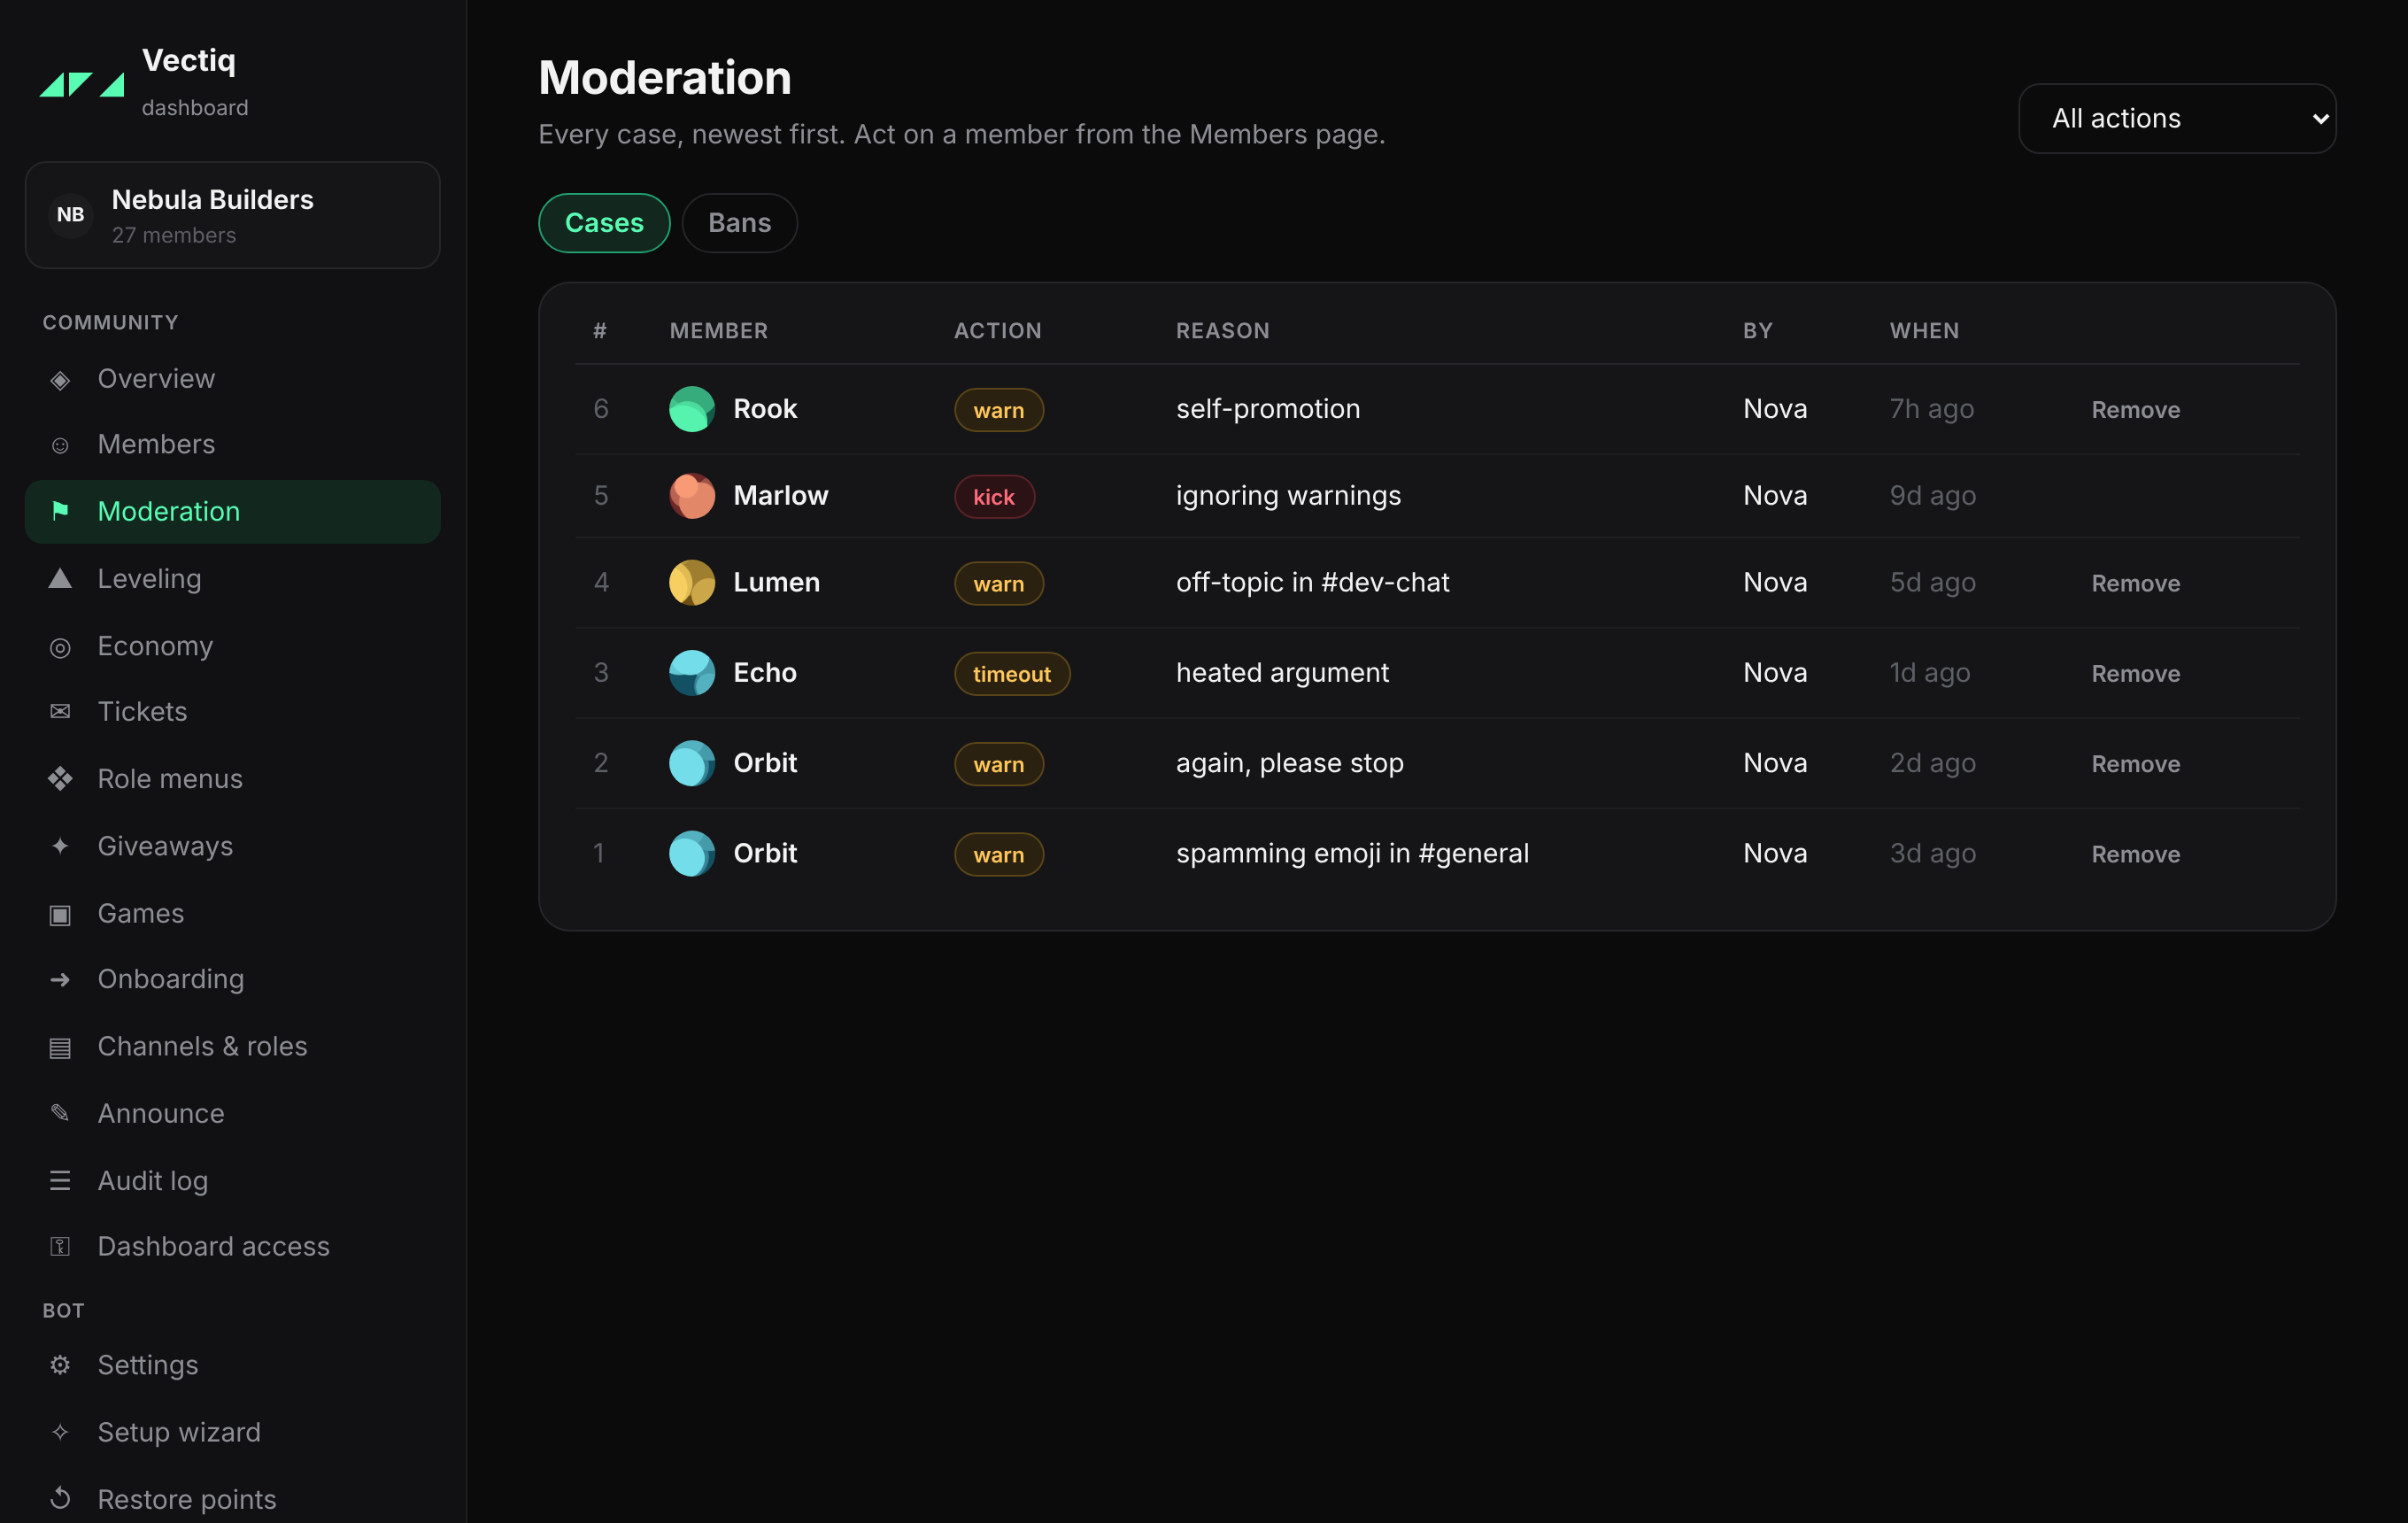 Vectiq
dashboard
NB
Nebula Builders
27 members
COMMUNITY
Overview
Members
Moderation
Leveling
Economy
Tickets
Role menus
Giveaways
Games
Onboarding
Channels & roles
Announce
Audit log
Dashboard access
BOT
Settings
Setup wizard
Restore points
Moderation
Every case, newest first. Act on a member from the Members page.
All actions
Cases Bans
# MEMBER ACTION REASON BY WHEN
6 Rook warn self-promotion Nova 7h ago Remove
5 Marlow kick ignoring warnings Nova 9d ago
4 Lumen warn off-topic in #dev-chat Nova 5d ago Remove
3 Echo timeout heated argument Nova 1d ago Remove
2 Orbit warn again, please stop Nova 2d ago Remove
1 Orbit warn spamming emoji in #general Nova 3d ago Remove